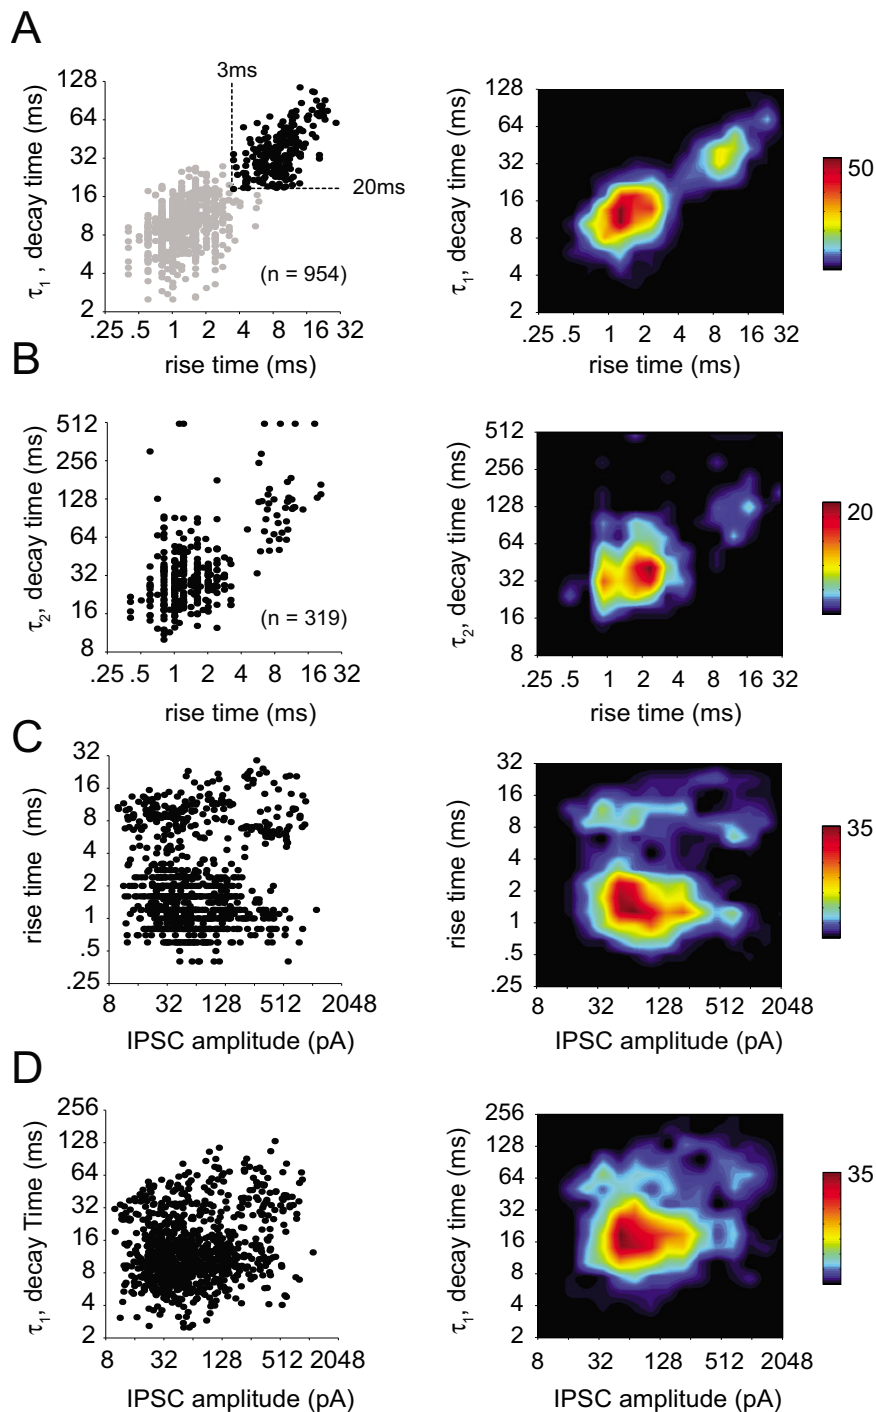 A
3ms
128
64
32
16
8
4
2
τ1 , decay time (ms)
20ms
(n = 954)
.25 .5 1 2 4 8 16 32
rise time (ms)
128
64
32
16
8
4
2
τ1, decay time (ms)
.25 .5 1 2 4 8 16 32
rise time (ms)
50
B
512
256
128
64
32
16
8
τ2, decay time (ms)
(n = 319)
.25 .5 1 2 4 8 16 32
rise time (ms)
512
256
128
64
32
16
8
τ2, decay time (ms)
.25 .5 1 2 4 8 16 32
rise time (ms)
20
C
32
16
8
4
2
1
.5
.25
rise time (ms)
8 32 128 512 2048
IPSC amplitude (pA)
32
16
8
4
2
1
.5
.25
rise time (ms)
8 32 128 512 2048
IPSC amplitude (pA)
35
D
256
128
64
32
16
8
4
2
τ1, decay Time (ms)
8 32 128 512 2048
IPSC amplitude (pA)
256
128
64
32
16
8
4
2
τ1, decay time (ms)
8 32 128 512 2048
IPSC amplitude (pA)
35